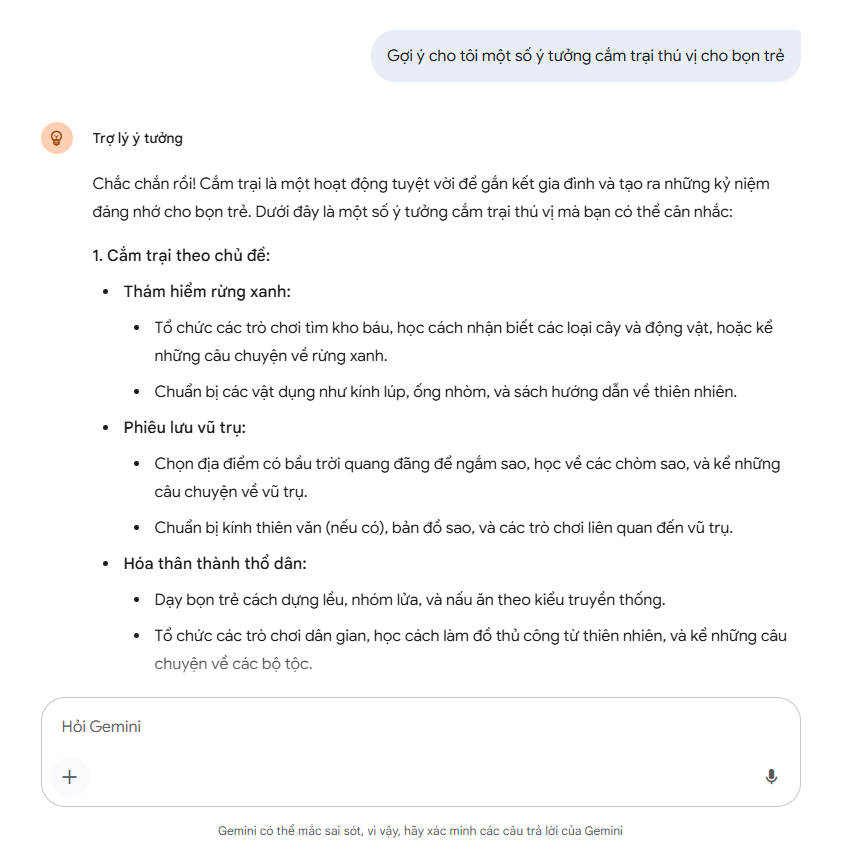 Gợi ý cho tôi một số ý tưởng cắm trại thú vị cho bọn trẻ
Trợ lý ý tưởng
Chắc chắn rồi! Cắm trại là một hoạt động tuyệt vời để gắn kết gia đình và tạo ra những kỷ niệm
đáng nhớ cho bọn trẻ. Dưới đây là một số ý tưởng cắm trại thú vị mà bạn có thể cân nhắc:
1. Cắm trại theo chủ đề:
• Thám hiểm rừng xanh:
• Tổ chức các trò chơi tìm kho báu, học cách nhận biết các loại cây và động vật, hoặc kể
những câu chuyện về rừng xanh.
• Chuẩn bị các vật dụng như kính lúp, ống nhòm, và sách hướng dẫn về thiên nhiên.
• Phiêu lưu vũ trụ:
• Chọn địa điểm có bầu trời quang đãng để ngắm sao, học về các chòm sao, và kể những
câu chuyện về vũ trụ.
• Chuẩn bị kính thiên văn (nếu có), bản đồ sao, và các trò chơi liên quan đến vũ trụ.
• Hóa thân thành thổ dân:
• Dạy bọn trẻ cách dựng lều, nhóm lửa, và nấu ăn theo kiểu truyền thống.
• Tổ chức các trò chơi dân gian, học cách làm đồ thủ công từ thiên nhiên, và kể những câu
chuyện về các bộ tộc.
Hỏi Gemini
Gemini có thể mắc sai sót, vì vậy, hãy xác minh các câu trả lời của Gemini